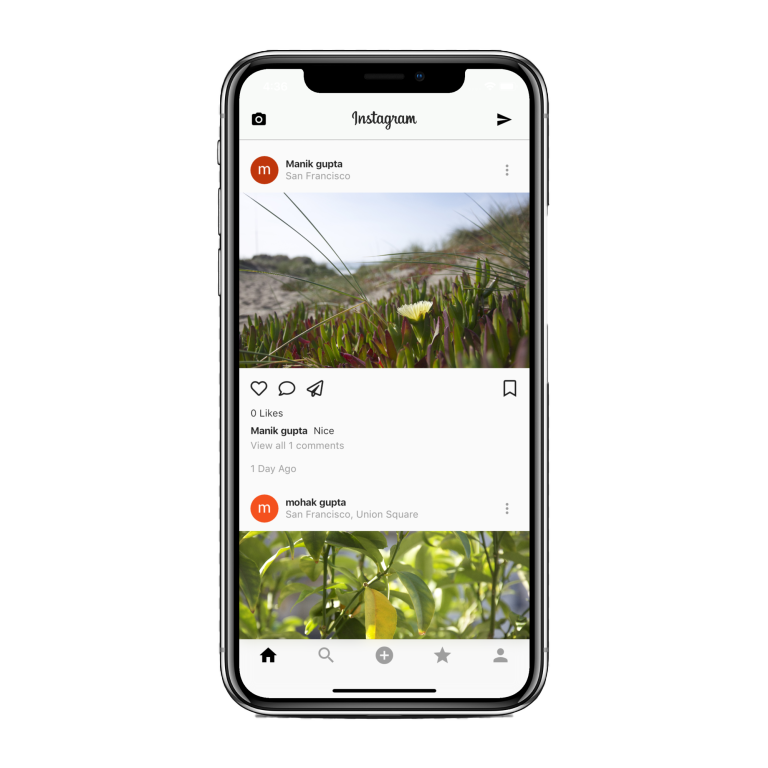 Instagram
m
Manik gupta
San Francisco
0 Likes
Manik gupta Nice
View all 1 comments
1 Day Ago
m
mohak gupta
San Francisco, Union Square